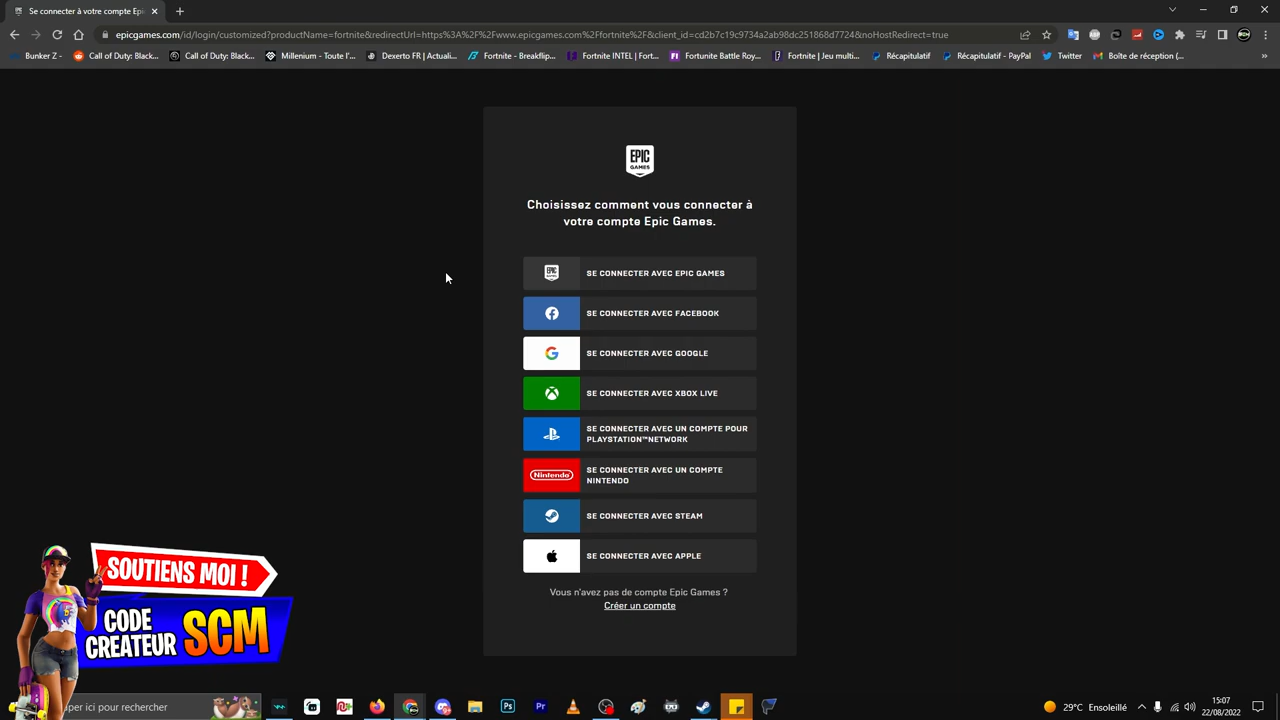 Se connecter à votre compte Epi
epicgames.com/id/login/customized?productName=fortnite&redirectUrl=https%3A%2F%2Fwww.epicgames.com%2Ffortnite%2F&client_id=cd2b7c19c9734a2ab98dc251868d7724&noHostRedirect=true
Bunker Z -
Call of Duty: Black...
Call of Duty: Black...
Millenium - Toute l'...
Dexerto FR | Actuali...
Fortnite - Breakflip...
Fortnite INTEL | Fort...
Fortunite Battle Roy...
Fortnite | Jeu multi...
Récapitulatif
Récapitulatif - PayPal
Twitter
Boîte de réception (...
EPIC
GAMES
Choisissez comment vous connecter à
votre compte Epic Games.
SE CONNECTER AVEC EPIC GAMES
SE CONNECTER AVEC FACEBOOK
SE CONNECTER AVEC GOOGLE
SE CONNECTER AVEC XBOX LIVE
SE CONNECTER AVEC UN COMPTE POUR
PLAYSTATION™NETWORK
Nintendo
SE CONNECTER AVEC UN COMPTE
NINTENDO
SE CONNECTER AVEC STEAM
SE CONNECTER AVEC APPLE
Vous n'avez pas de compte Epic Games ?
Créer un compte
SOUTIENS MOI !
CODE
CREATEUR SCM
per ici pour rechercher
Ps
Pr
29°C Ensoleillé
15:07
22/08/2022